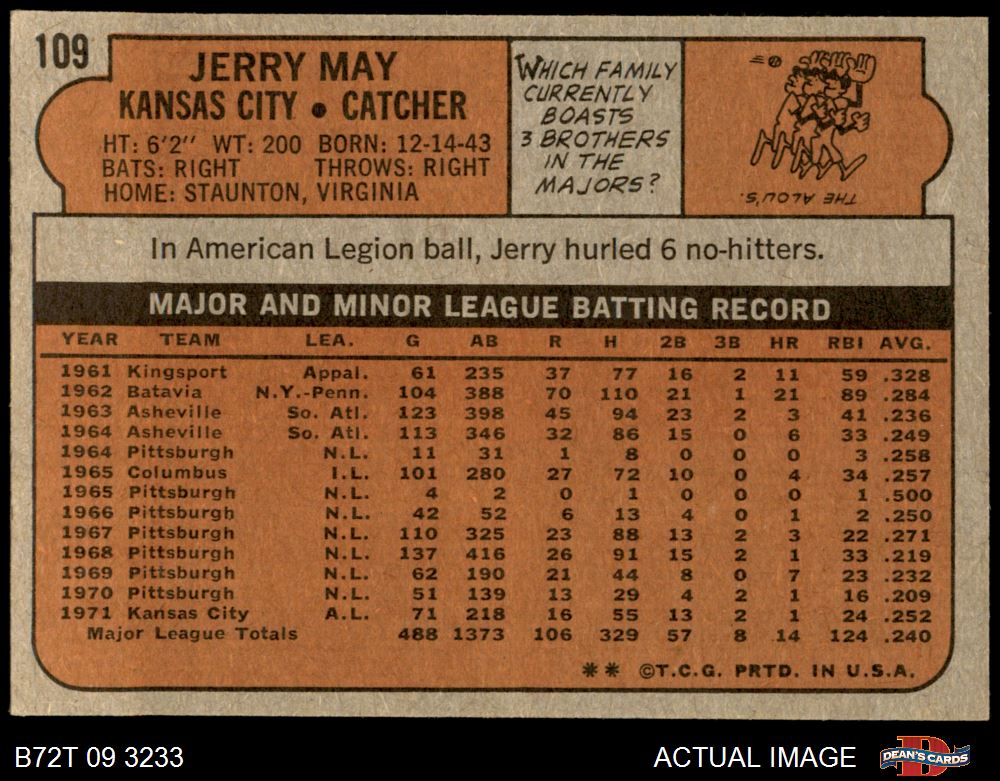 109
JERRY MAY
KANSAS CITY • CATCHER
HT: 6'2" WT: 200 BORN: 12-14-43
BATS: RIGHT THROWS: RIGHT
HOME: STAUNTON, VIRGINIA
WHICH FAMILY
CURRENTLY
BOASTS
3 BROTHERS
IN THE
MAJORS?
THE ALOU'S.
In American Legion ball, Jerry hurled 6 no-hitters.
MAJOR AND MINOR LEAGUE BATTING RECORD
YEAR TEAM LEA. G AB R H 2B 3B HR RBI AVG.
1961 Kingsport Appal. 61 235 37 77 16 2 11 59 .328
1962 Batavia N.Y.-Penn. 104 388 70 110 21 1 21 89 .284
1963 Asheville So. Atl. 123 398 45 94 23 2 3 41 .236
1964 Asheville So. Atl. 113 346 32 86 15 0 6 33 .249
1964 Pittsburgh N.L. 11 31 1 8 0 0 0 3 .258
1965 Columbus I.L. 101 280 27 72 10 0 4 34 .257
1965 Pittsburgh N.L. 4 2 0 1 0 0 0 1 .500
1966 Pittsburgh N.L. 42 52 6 13 4 0 1 2 .250
1967 Pittsburgh N.L. 110 325 23 88 13 2 3 22 .271
1968 Pittsburgh N.L. 137 416 26 91 15 2 1 33 .219
1969 Pittsburgh N.L. 62 190 21 44 8 0 7 23 .232
1970 Pittsburgh N.L. 51 139 13 29 4 2 1 16 .209
1971 Kansas City A.L. 71 218 16 55 13 2 1 24 .252
Major League Totals 488 1373 106 329 57 8 14 124 .240
** ©T.C.G. PRTD. IN U.S.A.
B72T 09 3233
ACTUAL IMAGE
D
DEAN'S CARDS